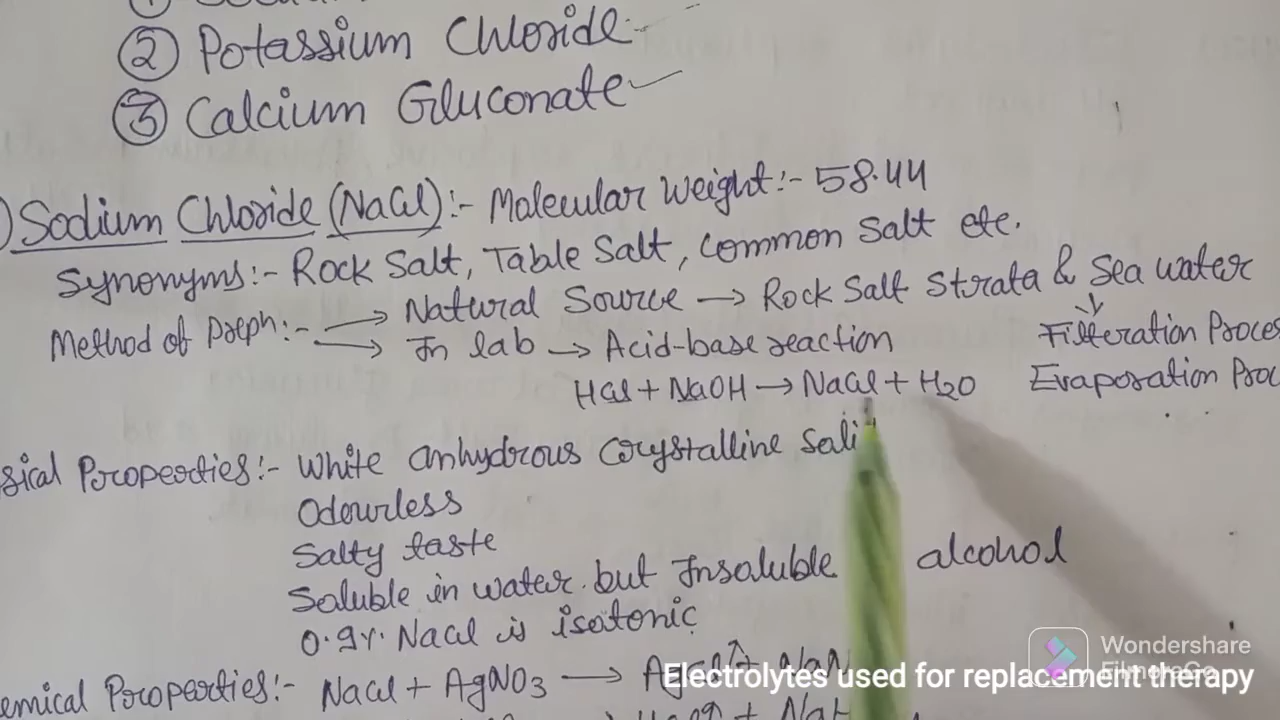 ② Potassium Chloride
③ Calcium Gluconate
Sodium Chloride (NaCl):- Molecular Weight:- 58.44
Synonyms:- Rock Salt, Table Salt, Common Salt etc.
Method of Preph:- → Natural Source → Rock Salt Strata & Sea water
→ In lab → Acid-base reaction
Filteration Proces
HCl + NaOH → NaCl + H2O Evaporation Proc
sical Properties:- White anhydrous Crystalline
Odourless
Salty taste
Soluble in water but Insoluble alcohol
0.9% NaCl is isotonic
emical Properties:- NaCl + AgNO3 →
Wondershare
FilmoraGo
Electrolytes used for replacement therapy